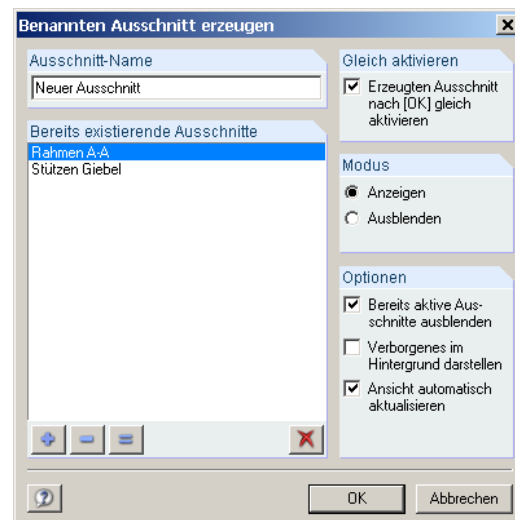 Benannten Ausschnitt erzeugen
Ausschnitt-Name
Neuer Ausschnitt
Bereits existierende Ausschnitte
Rahmen A-A
Stützen Giebel
Gleich aktivieren
Erzeugten Ausschnitt
nach [OK] gleich
aktivieren
Modus
Anzeigen
Ausblenden
Optionen
Bereits aktive Aus-
schnitte ausblenden
Verborgenes im
Hintergrund darstellen
Ansicht automatisch
aktualisieren
OK
Abbrechen